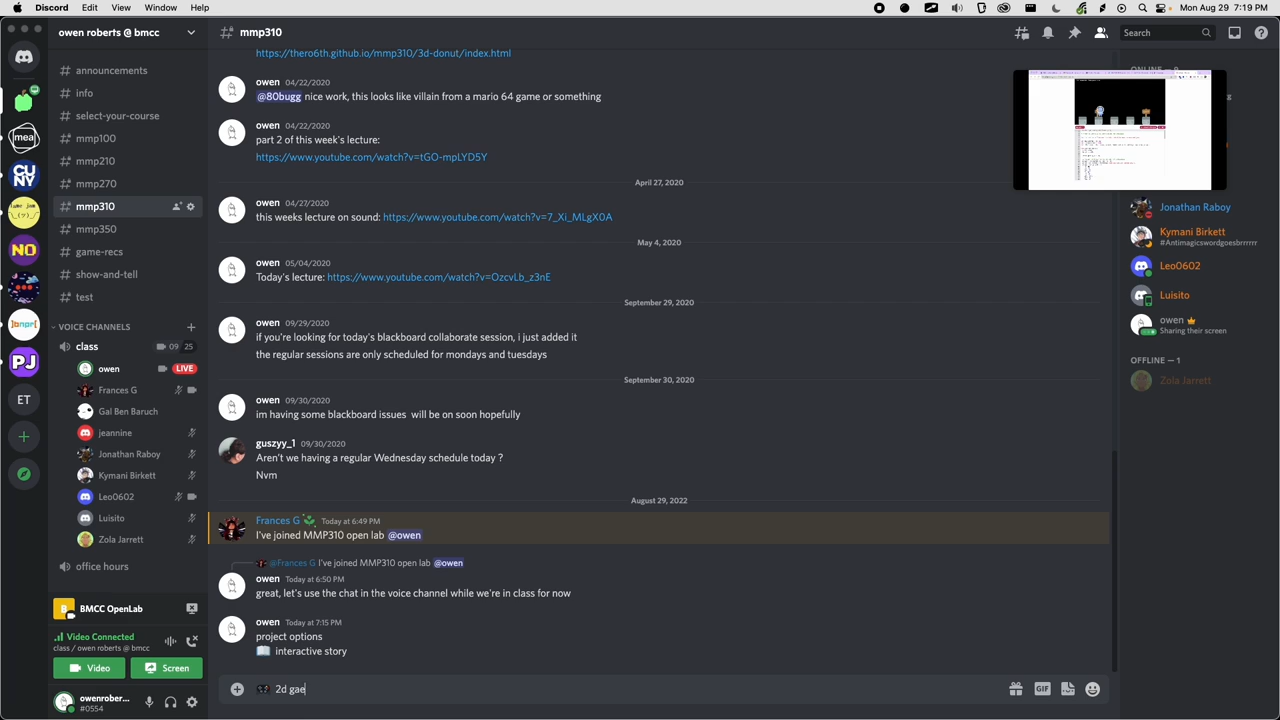 Discord File Edit View Window Help
Mon Aug 29 7:19 PM
owen roberts @ bmcc
mmp310
Search
announcements
info
select-your-course
mmp100
mmp210
mmp270
mmp310
mmp350
game-recs
show-and-tell
test
VOICE CHANNELS
class
09 25
owen
LIVE
Frances G
Gal Ben Baruch
jeannine
Jonathan Raboy
Kymani Birkett
Leo0602
Luisito
Zola Jarrett
office hours
mea
CU
NY
NO
jbnpr[
PJ
ET
B BMCC OpenLab
Video Connected
class / owen roberts @ bmcc
Video
Screen
owenrober...
#0554
https://thero6th.github.io/mmp310/3d-donut/index.html
owen 04/22/2020
@80bugg nice work, this looks like villain from a mario 64 game or something
owen 04/22/2020
part 2 of this week's lecture:
https://www.youtube.com/watch?v=tGO-mpLYD5Y
April 27, 2020
owen 04/27/2020
this weeks lecture on sound: https://www.youtube.com/watch?v=7_Xi_MLgX0A
May 4, 2020
owen 05/04/2020
Today's lecture: https://www.youtube.com/watch?v=OzcvLb_z3nE
September 29, 2020
owen 09/29/2020
if you're looking for today's blackboard collaborate session, i just added it
the regular sessions are only scheduled for mondays and tuesdays
September 30, 2020
owen 09/30/2020
im having some blackboard issues will be on soon hopefully
guszyy_1 09/30/2020
Aren't we having a regular Wednesday schedule today ?
Nvm
August 29, 2022
Frances G Today at 6:49 PM
I've joined MMP310 open lab @owen
@Frances G I've joined MMP310 open lab @owen
owen Today at 6:50 PM
great, let's use the chat in the voice channel while we're in class for now
owen Today at 7:15 PM
project options
interactive story
2d gae
GIF
Jonathan Raboy
Kymani Birkett
#Antimagicswordgoesbrrrrrr
Leo0602
Luisito
owen
Sharing their screen
OFFLINE — 1
Zola Jarrett